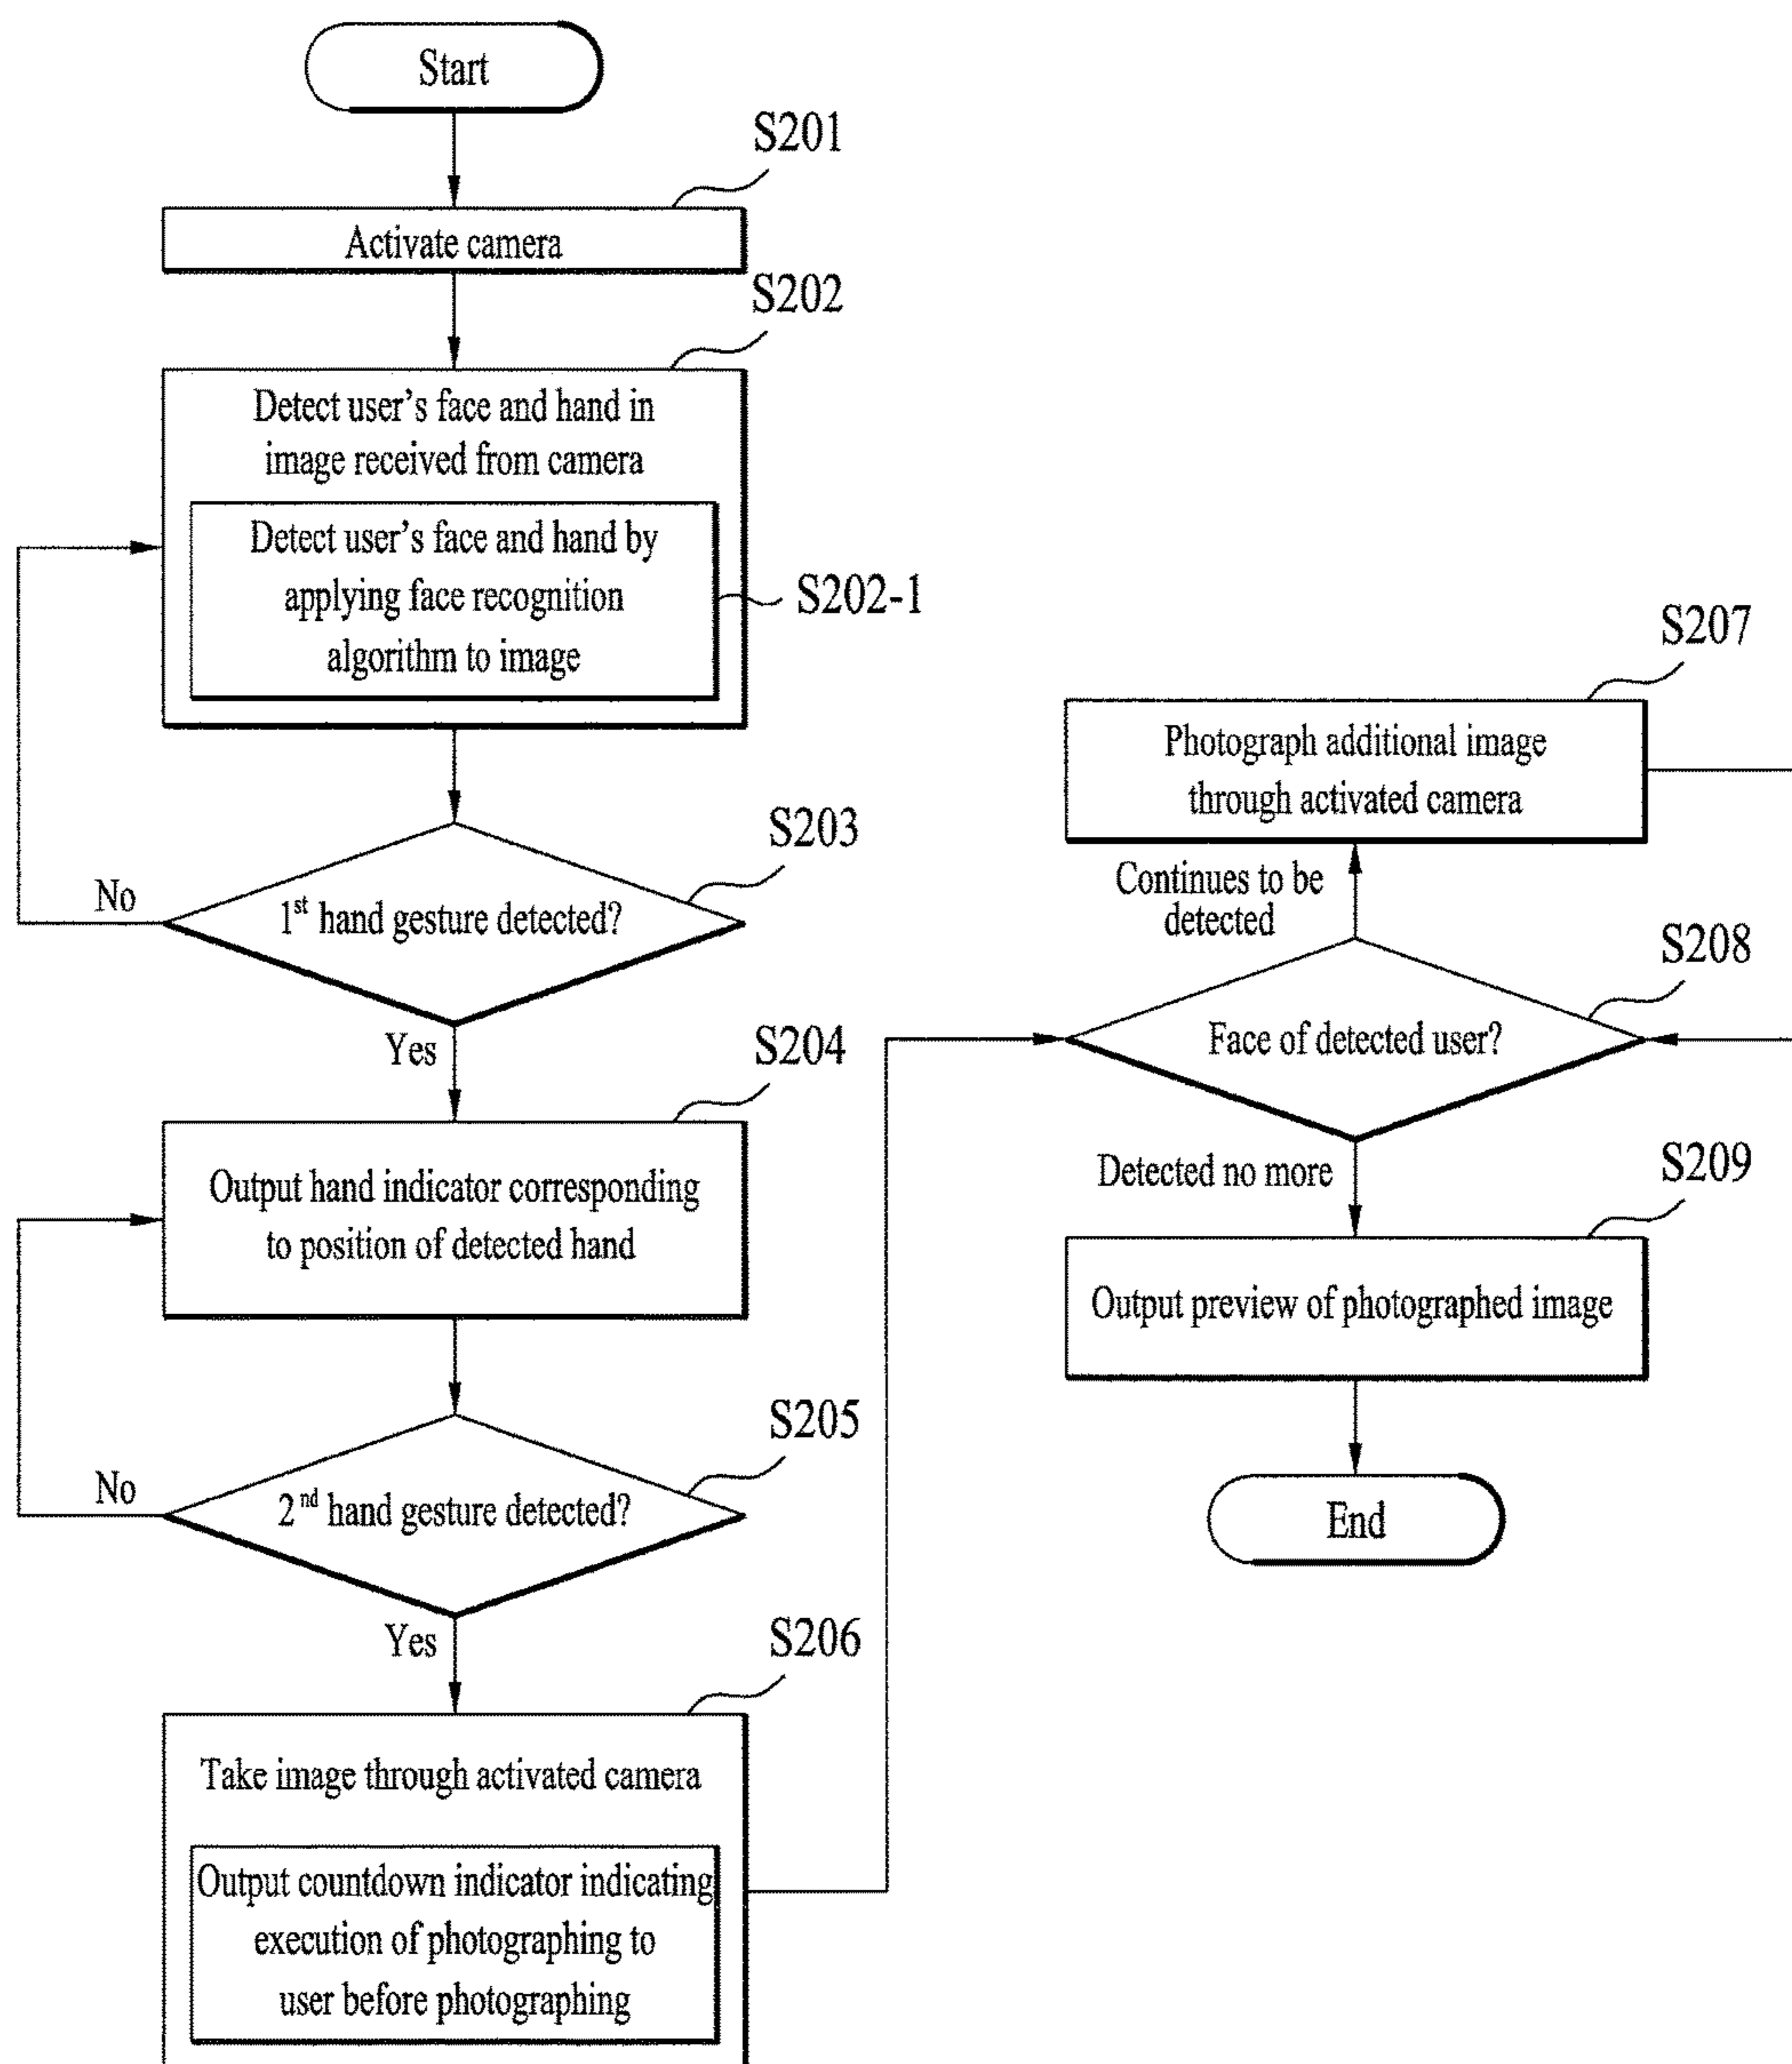 Start
S201
Activate camera
S202
Detect user's face and hand in
image received from camera
Detect user's face and hand by
applying face recognition
algorithm to image
S202-1
S203
1st hand gesture detected?
No
Yes
S204
Output hand indicator corresponding
to position of detected hand
S205
2nd hand gesture detected?
No
Yes
S206
Take image through activated camera
Output countdown indicator indicating
execution of photographing to
user before photographing
S207
Photograph additional image
through activated camera
Continues to be
detected
S208
Face of detected user?
Detected no more
S209
Output preview of photographed image
End